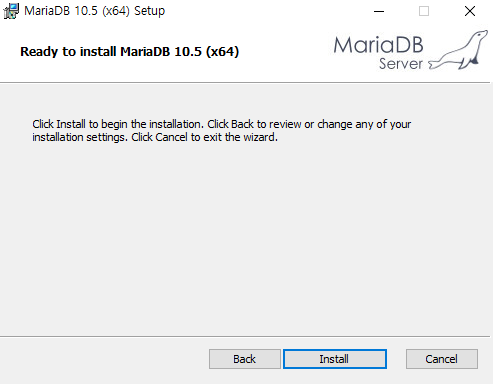 MariaDB 10.5 (x64) Setup
Ready to install MariaDB 10.5 (x64)
MariaDB
Server
Click Install to begin the installation. Click Back to review or change any of your
installation settings. Click Cancel to exit the wizard.
Back
Install
Cancel